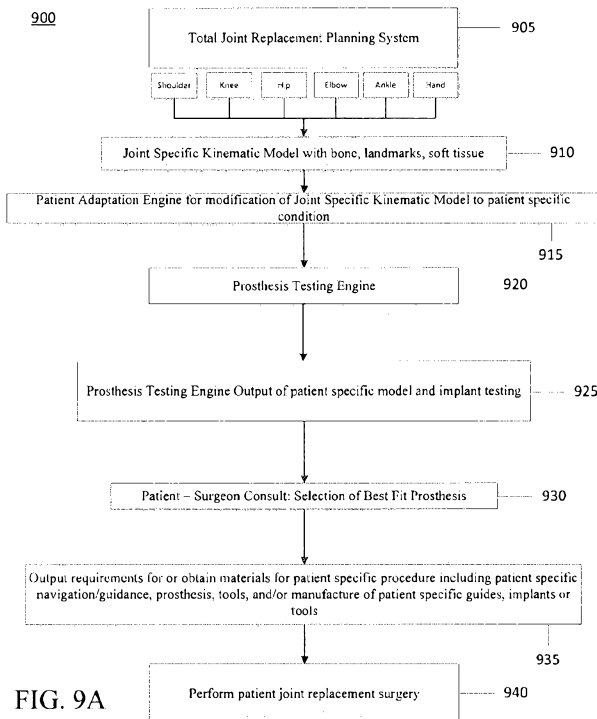 900
Total Joint Replacement Planning System
905
Shoulder Knee Hip Elbow Ankle Hand
Joint Specific Kinematic Model with bone, landmarks, soft tissue
910
Patient Adaptation Engine for modification of Joint Specific Kinematic Model to patient specific
condition
915
Prosthesis Testing Engine
920
Prosthesis Testing Engine Output of patient specific model and implant testing
925
Patient – Surgeon Consult: Selection of Best Fit Prosthesis
930
Output requirements for or obtain materials for patient specific procedure including patient specific
navigation/guidance, prosthesis, tools, and/or manufacture of patient specific guides, implants or
tools
935
Perform patient joint replacement surgery
940
FIG. 9A